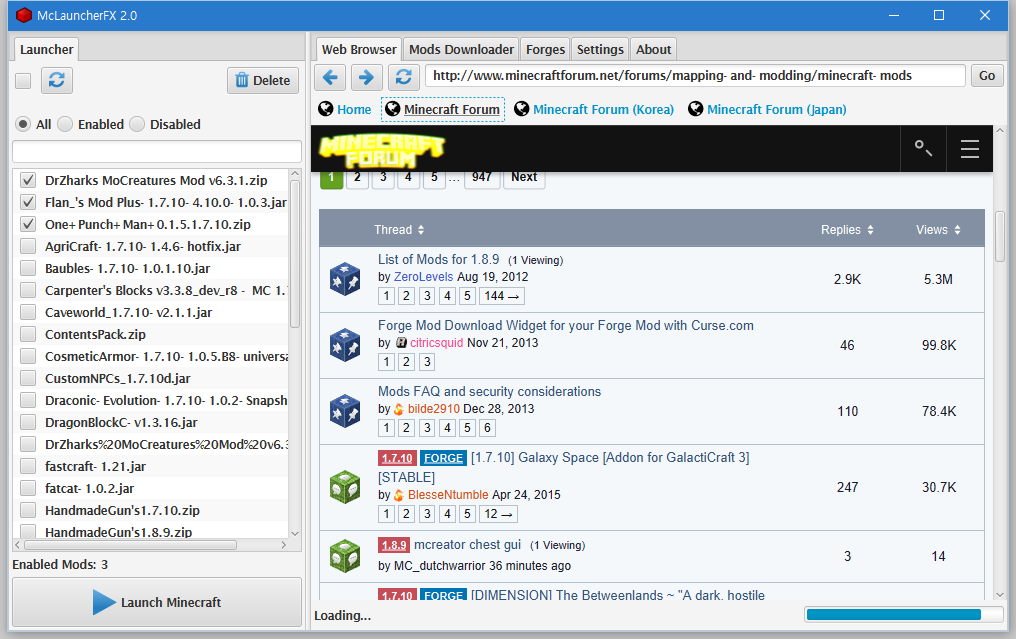 McLauncherFX 2.0
Launcher
Delete
All Enabled Disabled
DrZharks MoCreatures Mod v6.3.1.zip
Flan_'s Mod Plus- 1.7.10- 4.10.0- 1.0.3.jar
One+ Punch+ Man+ 0.1.5.1.7.10.zip
AgriCraft- 1.7.10- 1.4.6- hotfix.jar
Baubles- 1.7.10- 1.0.1.10.jar
Carpenter's Blocks v3.3.8_dev_r8 - MC 1.7
Caveworld_1.7.10- v2.1.1.jar
ContentsPack.zip
CosmeticArmor- 1.7.10- 1.0.5.B8- universa
CustomNPCs_1.7.10d.jar
Draconic- Evolution- 1.7.10- 1.0.2- Snapsh
DragonBlockC- v1.3.16.jar
DrZharks%20MoCreatures%20Mod%20v6.3
fastcraft- 1.21.jar
fatcat- 1.0.2.jar
HandmadeGun's1.7.10.zip
HandmadeGun's1.8.9.zip
Enabled Mods: 3
Launch Minecraft
Web Browser Mods Downloader Forges Settings About
http://www.minecraftforum.net/forums/mapping- and- modding/minecraft- mods Go
Home Minecraft Forum Minecraft Forum (Korea) Minecraft Forum (Japan)
MINECRAFT
FORUM
1 2 3 4 5 ... 947 Next
Thread Replies Views
List of Mods for 1.8.9 (1 Viewing)
by ZeroLevels Aug 19, 2012 2.9K 5.3M
1 2 3 4 5 144 →
Forge Mod Download Widget for your Forge Mod with Curse.com
by citricsquid Nov 21, 2013 46 99.8K
1 2 3
Mods FAQ and security considerations
by bilde2910 Dec 28, 2013 110 78.4K
1 2 3 4 5 6
1.7.10 FORGE [1.7.10] Galaxy Space [Addon for GalactiCraft 3]
[STABLE] 247 30.7K
by BlesseNtumble Apr 24, 2015
1 2 3 4 5 12 →
1.8.9 mcreator chest gui (1 Viewing)
by MC_dutchwarrior 36 minutes ago 3 14
1.7.10 FORGE [DIMENSION] The Betweenlands ~ "A dark, hostile
Loading...